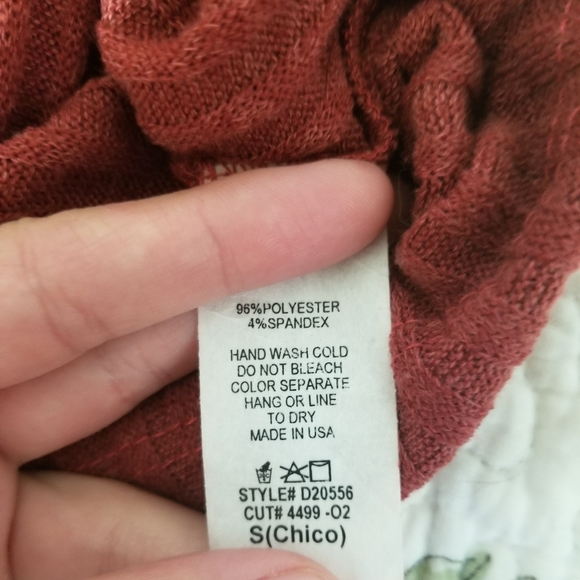 96%POLYESTER
4%SPANDEX
HAND WASH COLD
DO NOT BLEACH
COLOR SEPARATE
HANG OR LINE
TO DRY
MADE IN USA
STYLE# D20556
CUT# 4499 -O2
S(Chico)